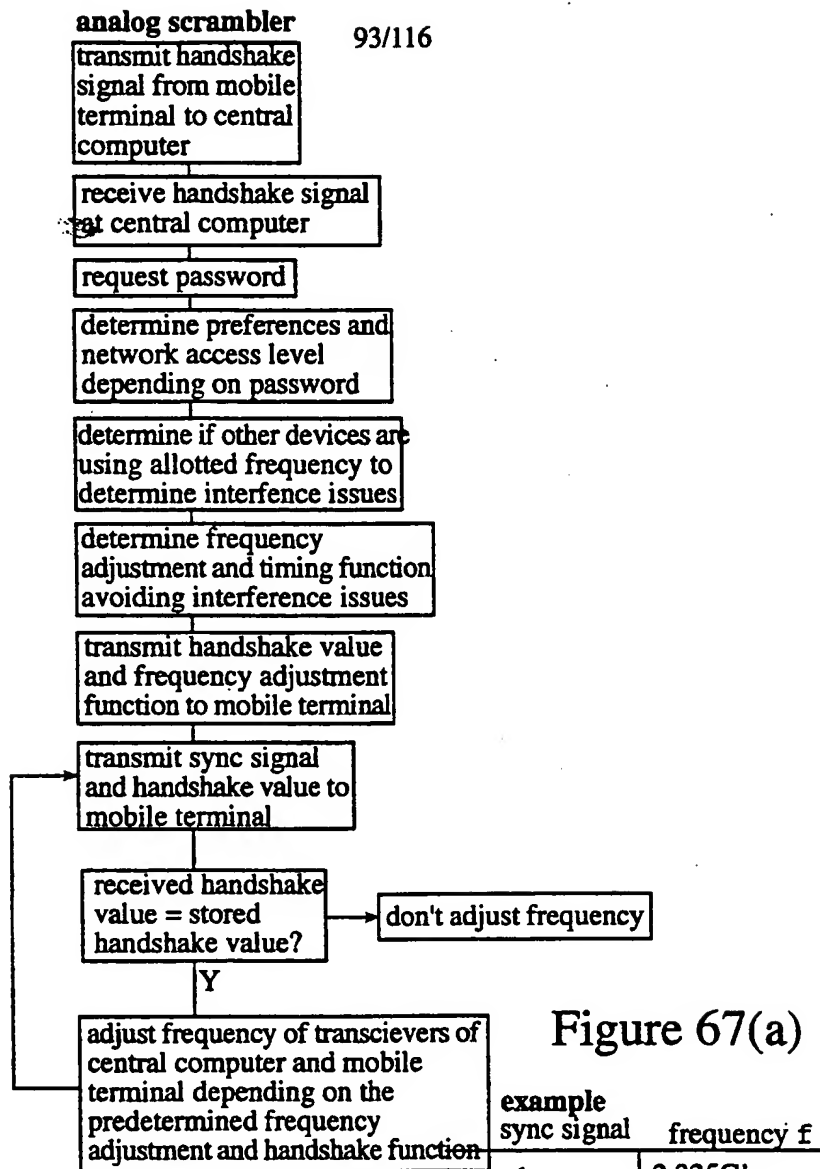 analog scrambler
93/116
transmit handshake
signal from mobile
terminal to central
computer
receive handshake signal
at central computer
request password
determine preferences and
network access level
depending on password
determine if other devices are
using allotted frequency to
determine interfence issues
determine frequency
adjustment and timing function
avoiding interference issues
transmit handshake value
and frequency adjustment
function to mobile terminal
transmit sync signal
and handshake value to
mobile terminal
received handshake
value = stored
handshake value?
don't adjust frequency
Y
adjust frequency of transcievers of
central computer and mobile
terminal depending on the
predetermined frequency
adjustment and handshake function
Figure 67(a)
example
sync signal
frequency f